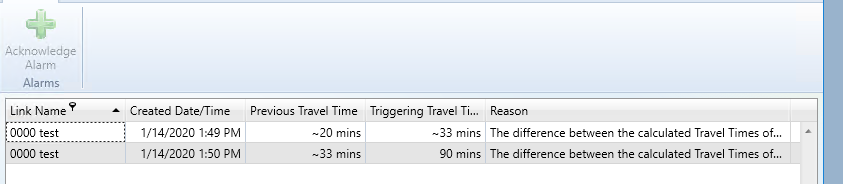 Acknowledge
Alarm
Alarms
Link Name Created Date/Time Previous Travel Time Triggering Travel Ti... Reason
0000 test 1/14/2020 1:49 PM ~20 mins ~33 mins The difference between the calculated Travel Times of...
0000 test 1/14/2020 1:50 PM ~33 mins 90 mins The difference between the calculated Travel Times of...